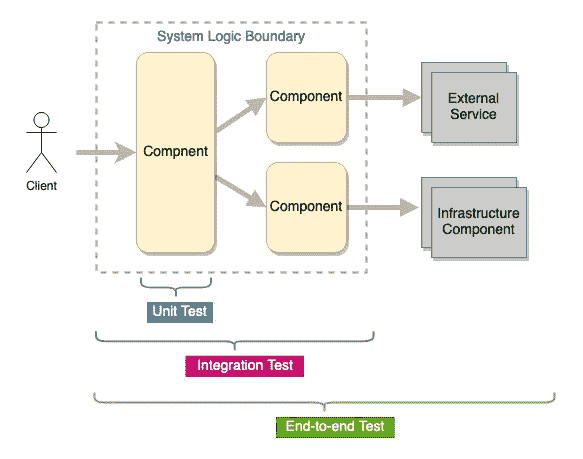 System Logic Boundary
Client
Compnent
Component
Component
External
Service
Infrastructure
Component
Unit Test
Integration Test
End-to-end Test